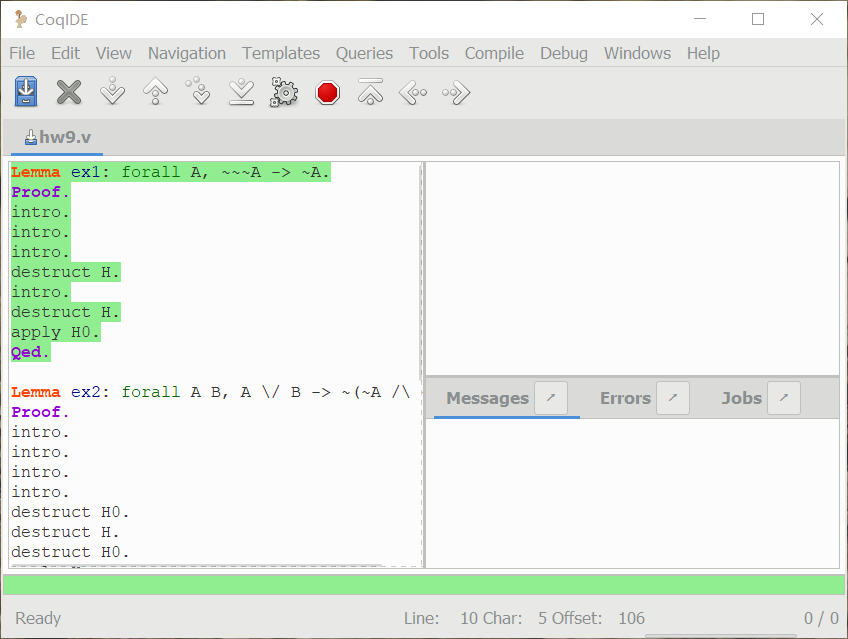 CoqIDE
File Edit View Navigation Templates Queries Tools Compile Debug Windows Help
hw9.v
Lemma ex1: forall A, ~~~A -> ~A.
Proof.
intro.
intro.
intro.
destruct H.
intro.
destruct H.
apply H0.
Qed.
Lemma ex2: forall A B, A \/ B -> ~(~A /\
Proof.
intro.
intro.
intro.
intro.
destruct H0.
destruct H.
destruct H0.
Messages
Errors
Jobs
Ready
Line: 10 Char: 5 Offset: 106
0 / 0